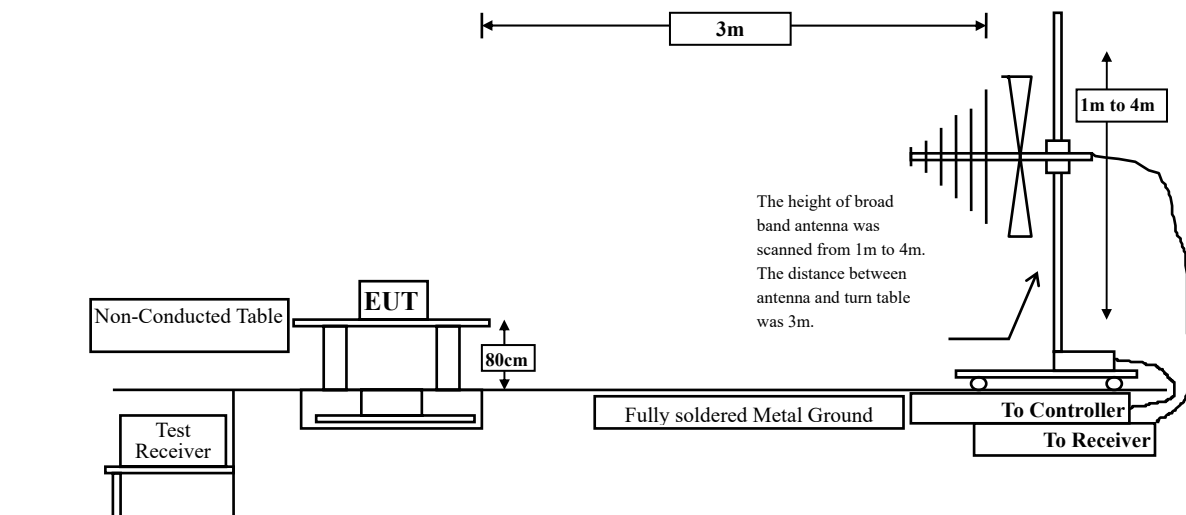 3m
1m to 4m
The height of broad
band antenna was
scanned from 1m to 4m.
The distance between
antenna and turn table
was 3m.
EUT
Non-Conducted Table
80cm
Fully soldered Metal Ground
To Controller
To Receiver
Test
Receiver